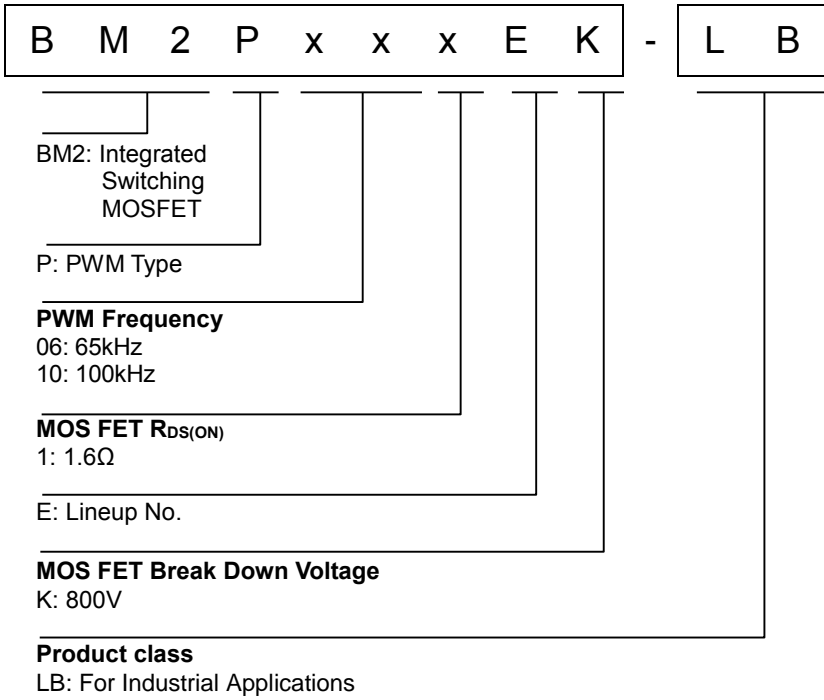 B M 2 P x x x E K - L B
BM2: Integrated
Switching
MOSFET
P: PWM Type
PWM Frequency
06: 65kHz
10: 100kHz
MOS FET RDS(ON)
1: 1.6Ω
E: Lineup No.
MOS FET Break Down Voltage
K: 800V
Product class
LB: For Industrial Applications